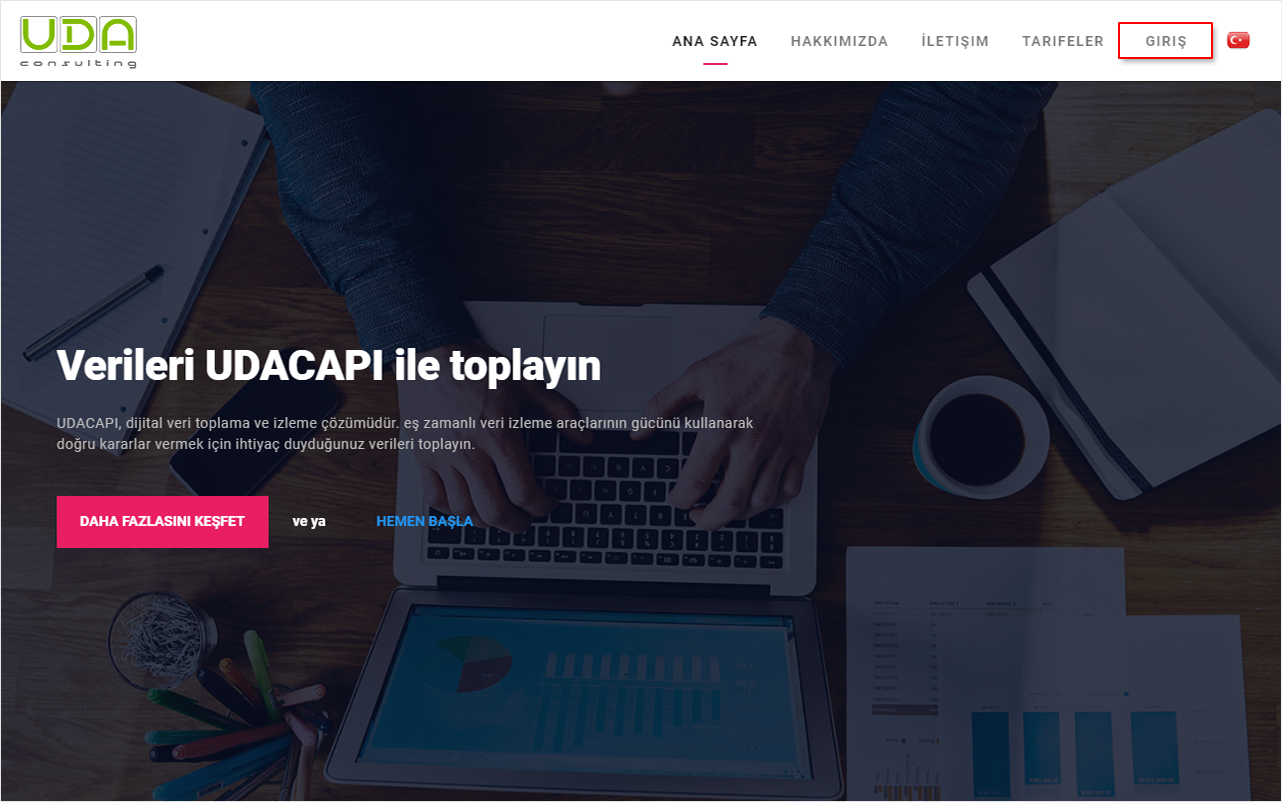 UDA
consulting
ANA SAYFA
HAKKIMIZDA
İLETIŞIM
TARIFELER
GIRIŞ
Verileri UDACAPI ile toplayın
UDACAPI, dijital veri toplama ve izleme çözümüdür. eş zamanlı veri izleme araçlarının gücünü kullanarak
doğru kararlar vermek için ihtiyaç duyduğunuz verileri toplayın.
DAHA FAZLASINI KEŞFET
ve ya
HEMEN BAŞLA